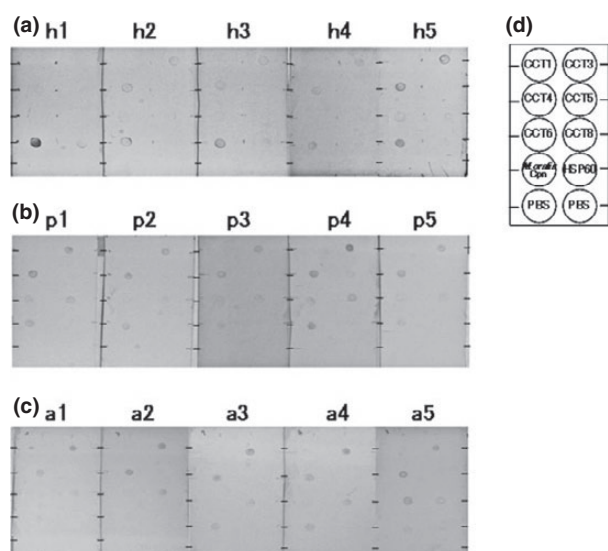 (a)
h1 h2 h3 h4 h5
(b)
p1 p2 p3 p4 p5
(c)
a1 a2 a3 a4 a5
(d)
CCT1 CCT3
CCT4 CCT5
CCT6 CCT8
Cpn HSP60
PBS PBS